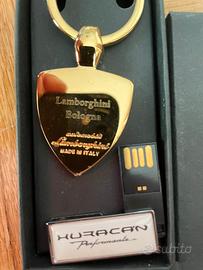 Lamborghini
Bologna
automobili
Lamborghini
MADE IN ITALY
HURACAN
Performante
subito